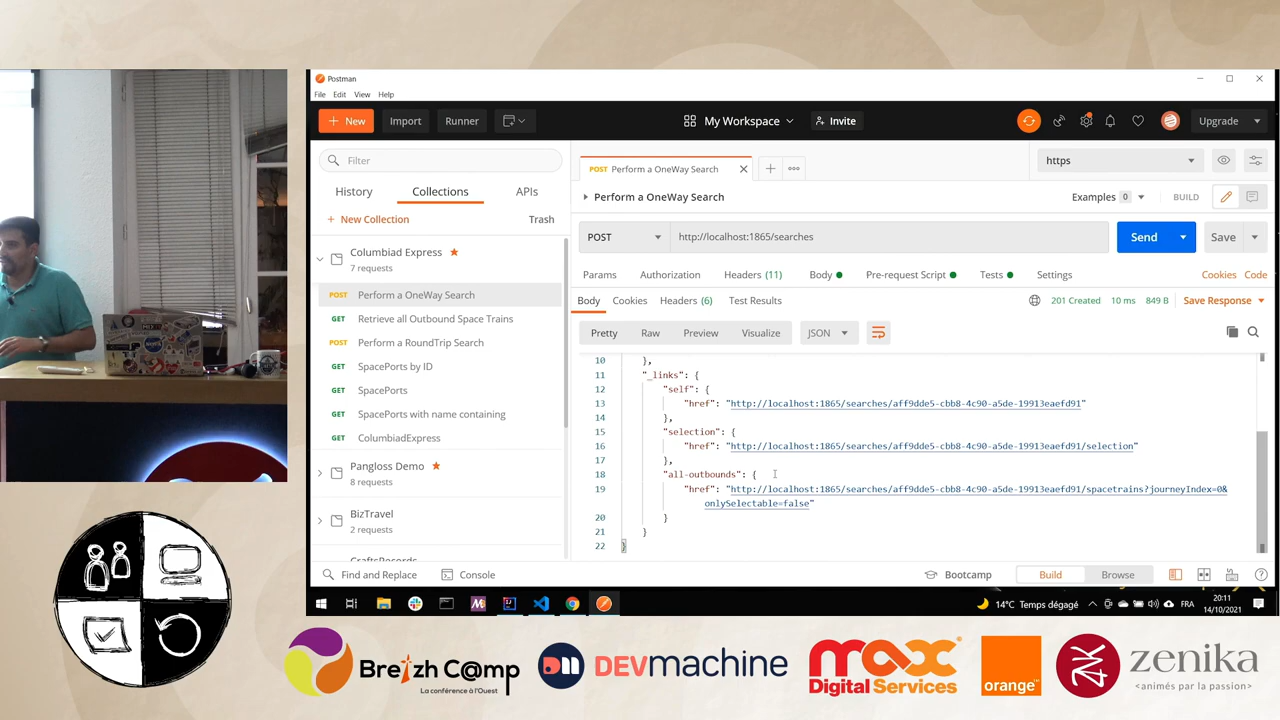 Postman
File Edit View Help
New Import Runner My Workspace Invite Upgrade
Filter
History Collections APIs
+ New Collection Trash
Columbiad Express
7 requests
POST Perform a OneWay Search
GET Retrieve all Outbound Space Trains
POST Perform a RoundTrip Search
GET SpacePorts by ID
GET SpacePorts
GET SpacePorts with name containing
GET ColumbiadExpress
Pangloss Demo
8 requests
BizTravel
2 requests
CraftsRecords
POST Perform a OneWay Search
https
Perform a OneWay Search Examples 0 BUILD
POST http://localhost:1865/searches Send Save
Params Authorization Headers (11) Body Pre-request Script Tests Settings Cookies Code
Body Cookies Headers (6) Test Results 201 Created 10 ms 849 B Save Response
Pretty Raw Preview Visualize JSON
10 },
11 "_links": {
12 "self": {
13 "href": "http://localhost:1865/searches/aff9dde5-cbb8-4c90-a5de-19913eaefd91"
14 },
15 "selection": {
16 "href": "http://localhost:1865/searches/aff9dde5-cbb8-4c90-a5de-19913eaefd91/selection"
17 },
18 "all-outbounds": {
19 "href": "http://localhost:1865/searches/aff9dde5-cbb8-4c90-a5de-19913eaefd91/spacetrains?journeyIndex=0&
onlySelectable=false"
20 }
21 }
22 }
Find and Replace Console Bootcamp Build Browse
14°C Temps dégagé FRA 20:11
14/10/2021
Breizh C@mp
La conférence à l'Ouest
DEVmachine
max
Digital Services
orange
zenika
<animés par la passion>